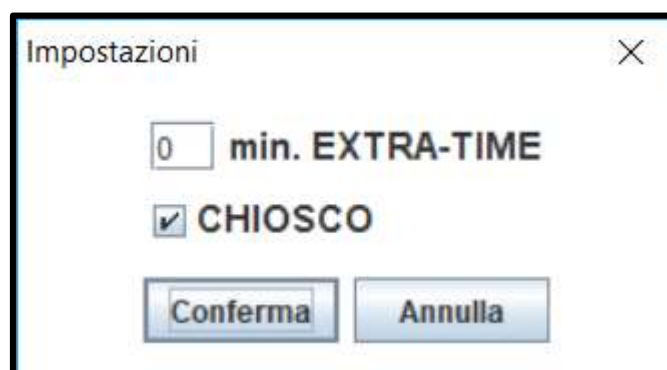 Impostazioni
0 min. EXTRA-TIME
CHIOSCO
Conferma Annulla